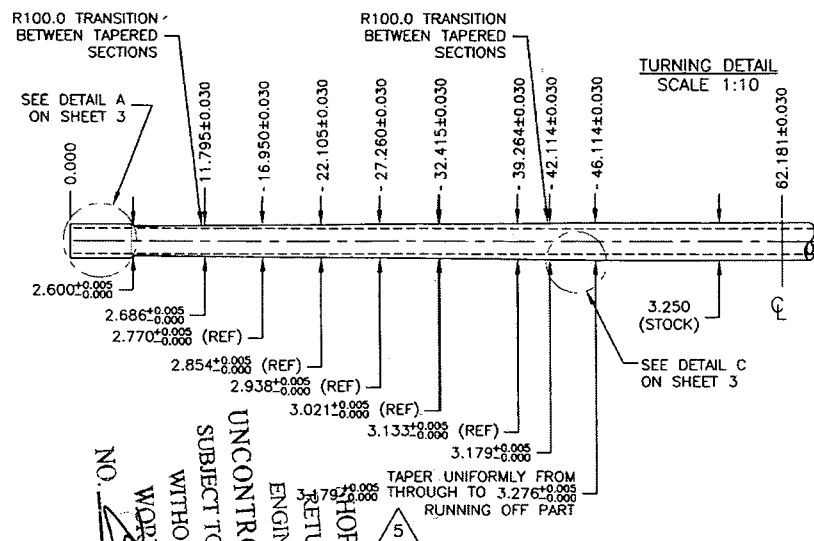 R100.0 TRANSITION
BETWEEN TAPERED
SECTIONS
R100.0 TRANSITION
BETWEEN TAPERED
SECTIONS
TURNING DETAIL
SCALE 1:10
SEE DETAIL A
ON SHEET 3
0.000
11.795±0.030
16.950±0.030
22.105±0.030
27.260±0.030
32.415±0.030
39.264±0.030
42.114±0.030
46.114±0.030
62.181±0.030
2.600+0.005-0.000
2.686+0.005-0.000
2.770+0.005-0.000 (REF)
2.854+0.005-0.000 (REF)
2.938+0.005-0.000 (REF)
3.021+0.005-0.000 (REF)
3.133+0.005-0.000 (REF)
3.179+0.005-0.000
3.250
(STOCK)
℄
SEE DETAIL C
ON SHEET 3
TAPER UNIFORMLY FROM
3.179+0.005-0.000 THROUGH TO 3.276+0.005-0.000
RUNNING OFF PART
5
SHOP
RETU
ENGIN
UNCONTRO
SUBJECT TO
WITHO
WOR
NO.